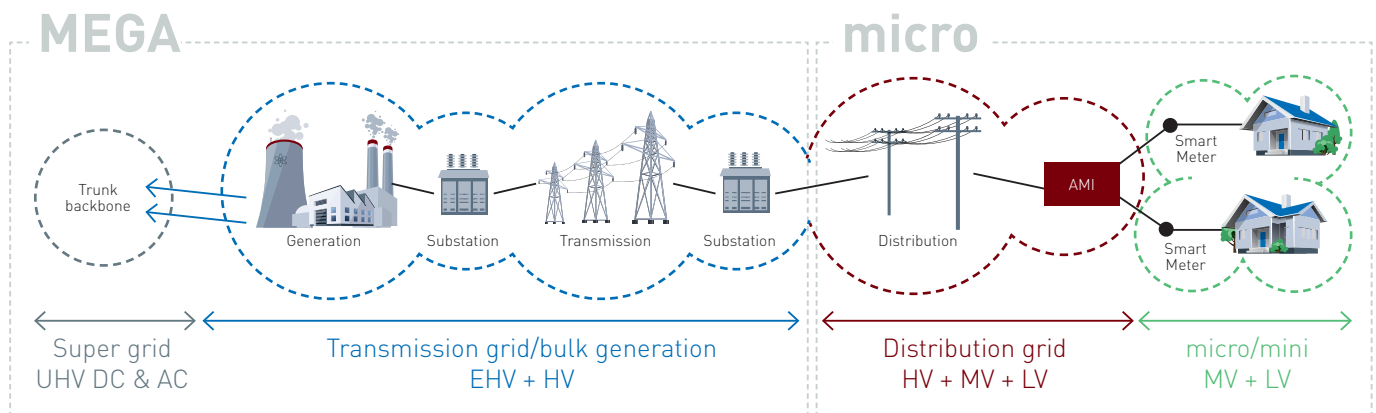 MEGA
micro
Trunk
backbone
Generation
Substation
Transmission
Substation
Distribution
AMI
Smart
Meter
Smart
Meter
Super grid
UHV DC & AC
Transmission grid/bulk generation
EHV + HV
Distribution grid
HV + MV + LV
micro/mini
MV + LV